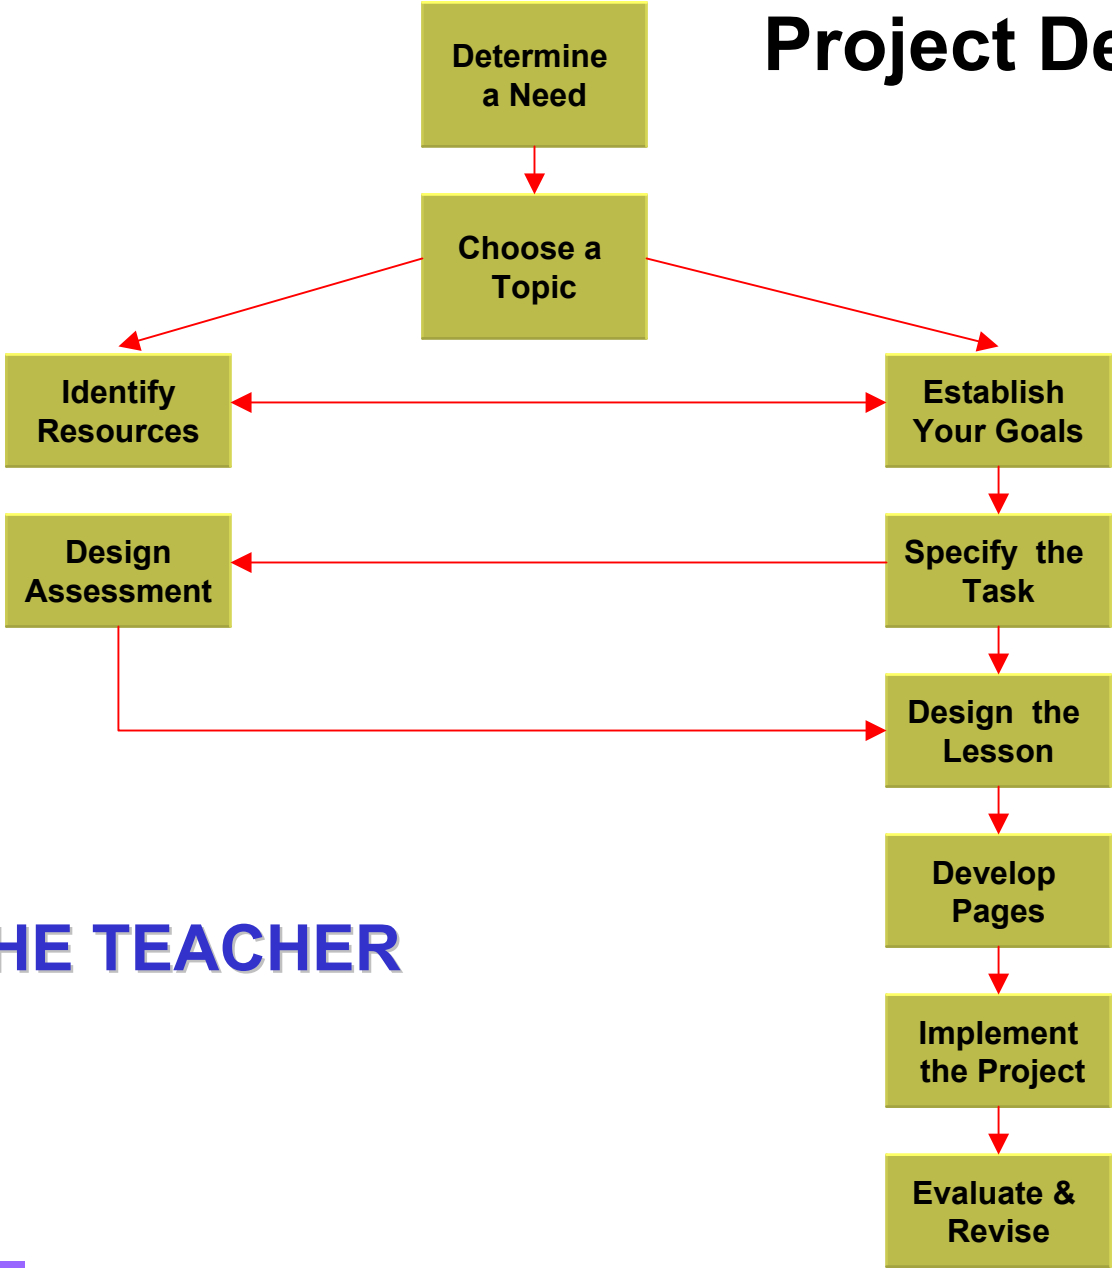 Project De
Determine
a Need
Choose a
Topic
Identify
Resources
Establish
Your Goals
Design
Assessment
Specify the
Task
Design the
Lesson
Develop
Pages
HE TEACHER
Implement
the Project
Evaluate &
Revise